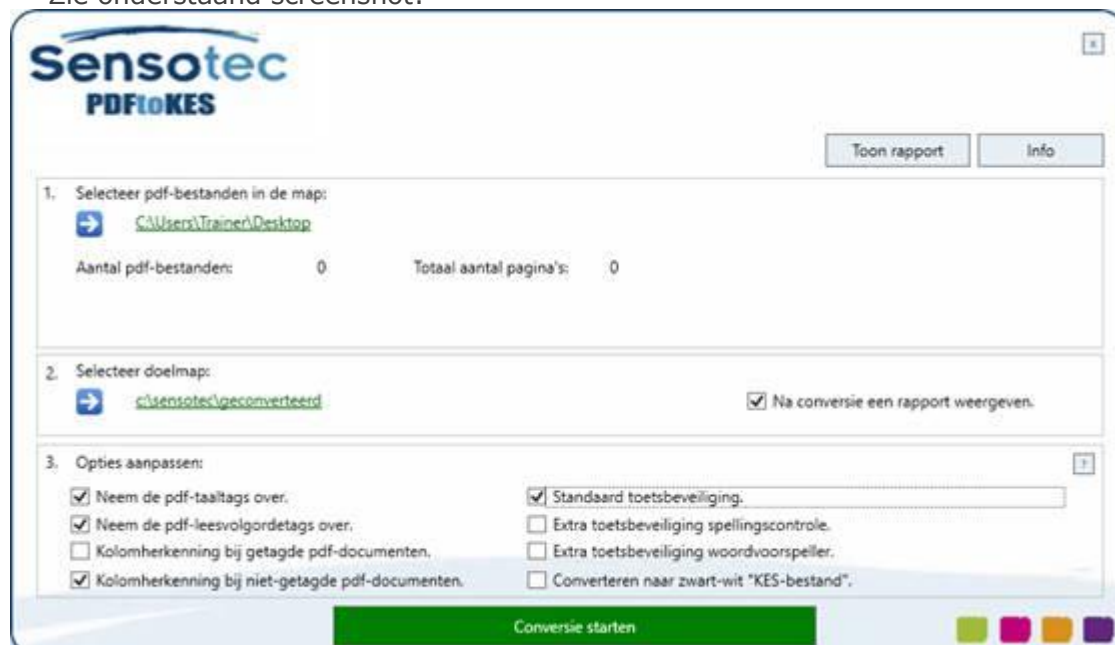 Zie onderstaand screenshot:
Sensotec
PDFtoKES
x
Toon rapport Info
1. Selecteer pdf-bestanden in de map:
C:\Users\Trainer\Desktop
Aantal pdf-bestanden: 0 Totaal aantal pagina's: 0
2. Selecteer doelmap:
c:\sensotec\geconverteerd Na conversie een rapport weergeven.
3. Opties aanpassen: ?
Neem de pdf-taaltags over. Standaard toetsbeveiliging.
Neem de pdf-leesvolgordetags over. Extra toetsbeveiliging spellingscontrole.
Kolomherkenning bij getagde pdf-documenten. Extra toetsbeveiliging woordvoorspeller.
Kolomherkenning bij niet-getagde pdf-documenten. Converteren naar zwart-wit "KES-bestand".
Conversie starten